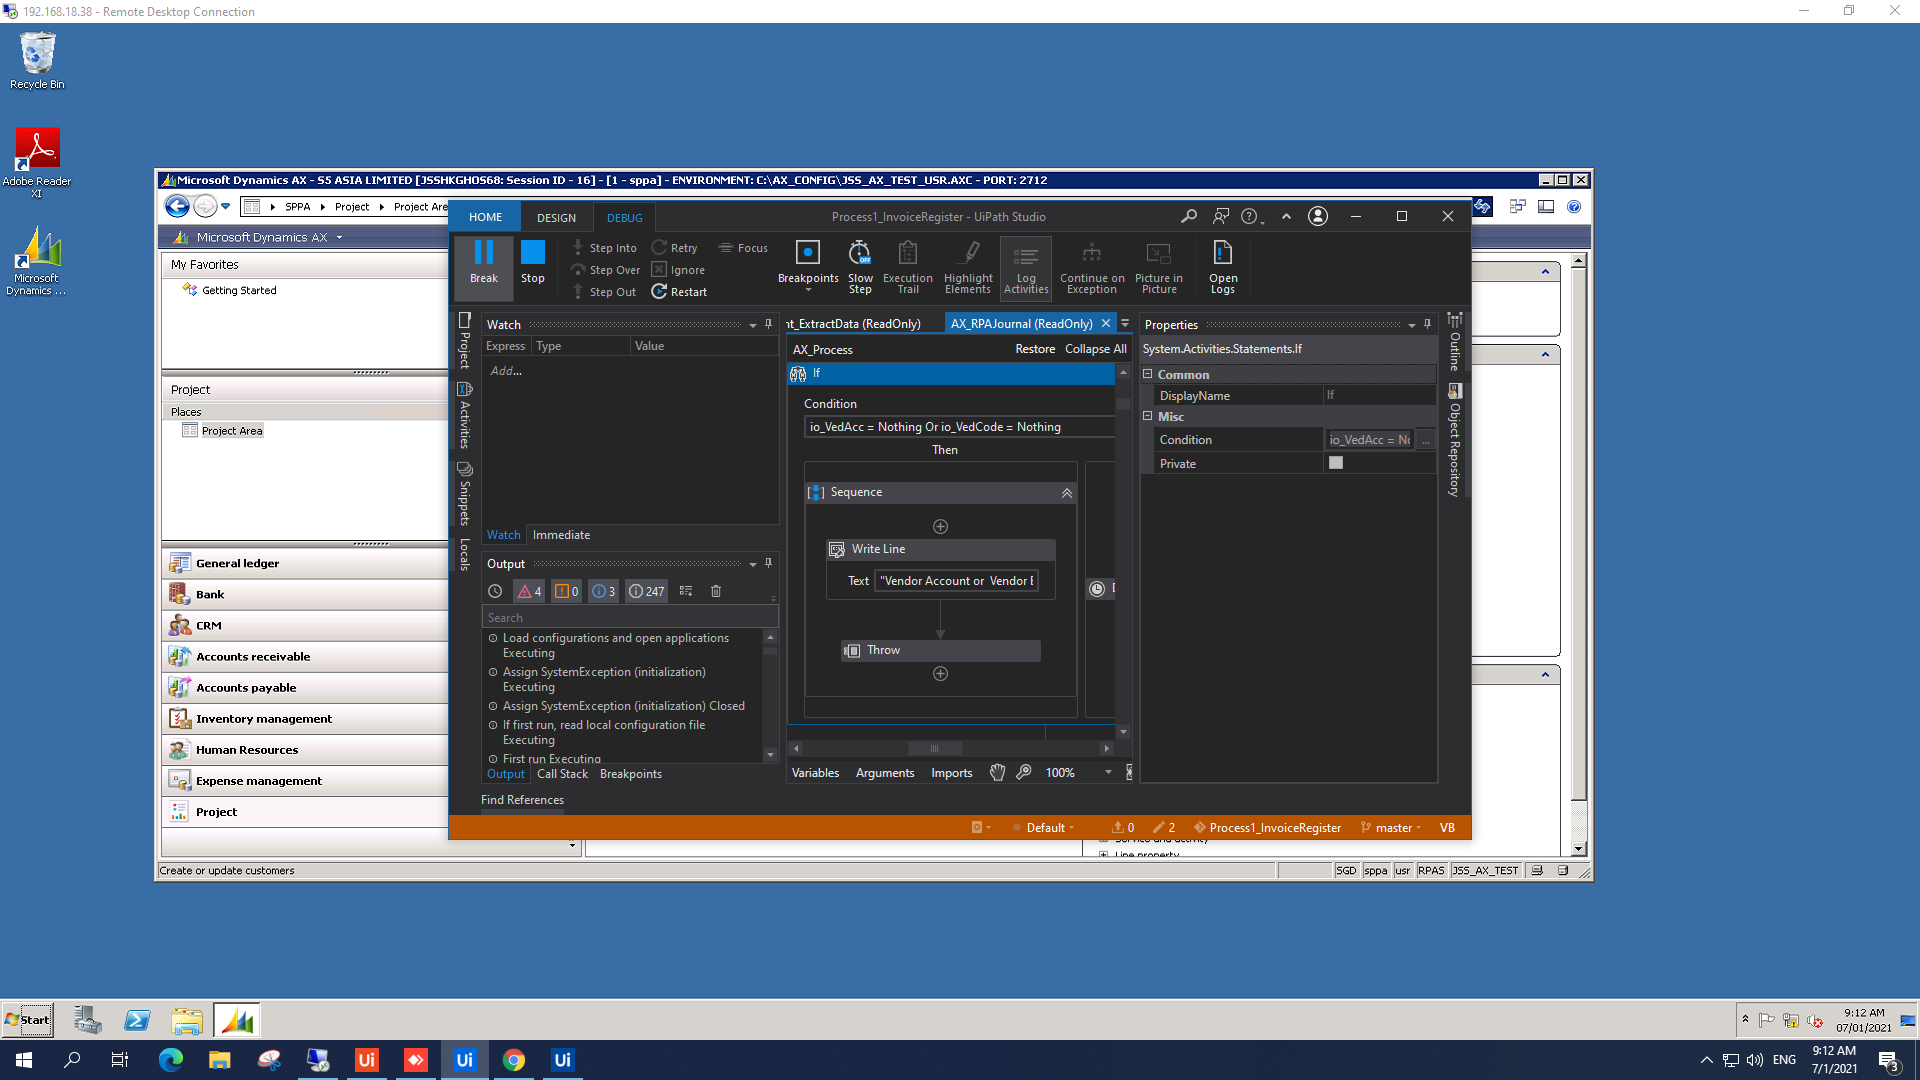 192.168.18.38 - Remote Desktop Connection
Recycle Bin
Adobe Reader
XI
Microsoft
Dynamics ...
Microsoft Dynamics AX - S5 ASIA LIMITED [JSSHKGHOS68: Session ID - 16] - [1 - sppa] - ENVIRONMENT: C:\AX_CONFIG\JSS_AX_TEST_USR.AXC - PORT: 2712
SPPA
Project
Project Are
Microsoft Dynamics AX
My Favorites
Getting Started
Project
Places
Project Area
General ledger
Bank
CRM
Accounts receivable
Accounts payable
Inventory management
Human Resources
Expense management
Project
HOME
DESIGN
DEBUG
Process1_InvoiceRegister - UiPath Studio
Break
Stop
Step Into
Step Over
Step Out
Retry
Ignore
Restart
Focus
Breakpoints
Slow
Step
Execution
Trail
Highlight
Elements
Log
Activities
Continue on
Exception
Picture in
Picture
Open
Logs
Project
Activities
Snippets
Locals
Watch
Express
Type
Value
Add...
Watch
Immediate
Output
4
0
3
247
Search
Load configurations and open applications
Executing
Assign SystemException (initialization)
Executing
Assign SystemException (initialization) Closed
If first run, read local configuration file
Executing
First run Executing
Output
Call Stack
Breakpoints
Find References
nt_ExtractData (ReadOnly)
AX_RPAJournal (ReadOnly)
AX_Process
Restore
Collapse All
If
Condition
io_VedAcc = Nothing Or io_VedCode = Nothing
Then
Sequence
Write Line
Text
"Vendor Account or  Vendor
Throw
Variables
Arguments
Imports
100%
Properties
System.Activities.Statements.If
Common
DisplayName
If
Misc
Condition
io_VedAcc = No
...
Private
Outline
Object Repository
Default
0
2
Process1_InvoiceRegister
master
VB
Service and activity
Line property
Create or update customers
SGD
sppa
usr
RPAS
JSS_AX_TEST
Start
9:12 AM
07/01/2021
Ui
Ui
Ui
ENG
9:12 AM
7/1/2021
3